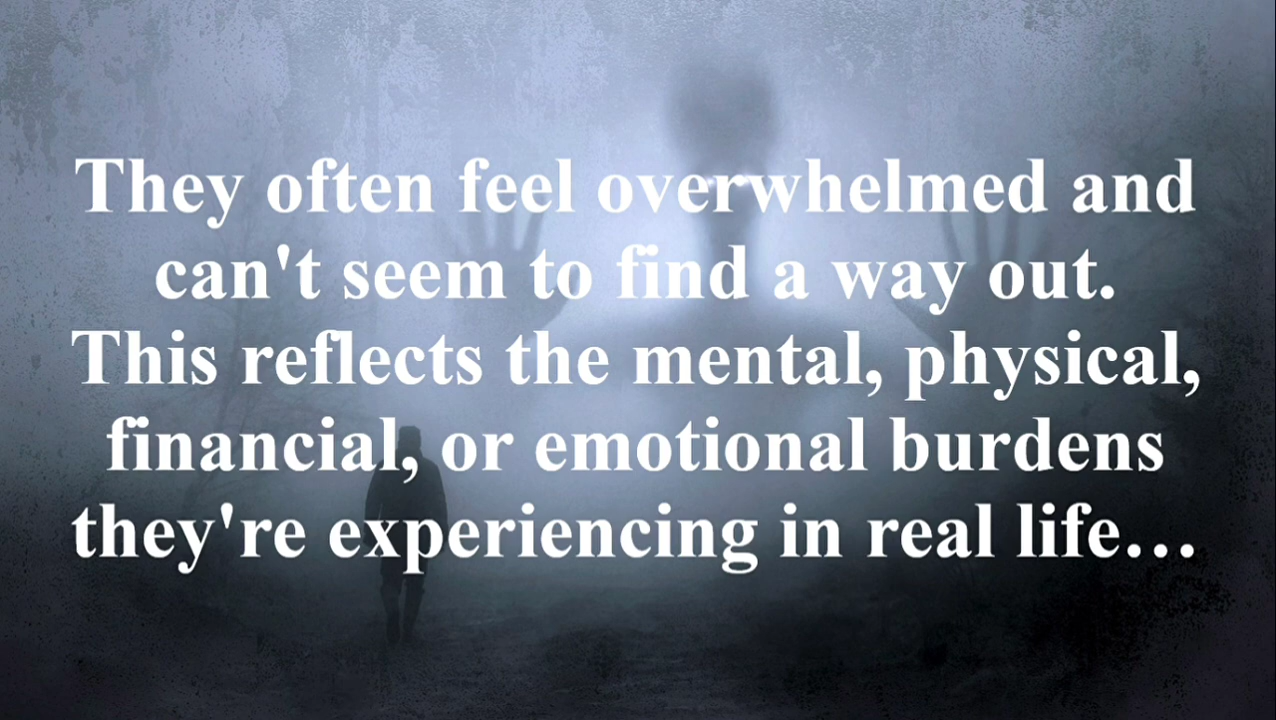 They often feel overwhelmed and
can't seem to find a way out.
This reflects the mental, physical,
financial, or emotional burdens
they're experiencing in real life…